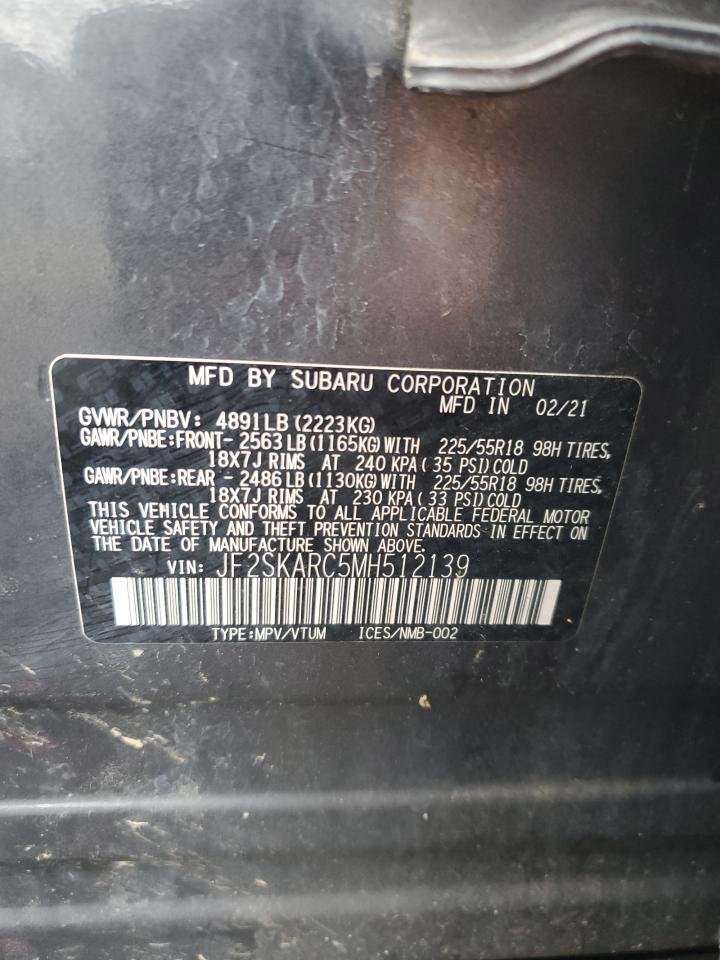 MFD BY SUBARU CORPORATION
MFD IN 02/21
GVWR/PNBV: 4891LB (2223KG)
GAWR/PNBE:FRONT- 2563 LB (1165KG) WITH 225/55R18 98H TIRES,
18X7J RIMS AT 240 KPA ( 35 PSI) COLD
GAWR/PNBE:REAR - 2486 LB (1130KG) WITH 225/55R18 98H TIRES,
18X7J RIMS AT 230 KPA ( 33 PSI) COLD
THIS VEHICLE CONFORMS TO ALL APPLICABLE FEDERAL MOTOR
VEHICLE SAFETY AND THEFT PREVENTION STANDARDS IN EFFECT ON
THE DATE OF MANUFACTURE SHOWN ABOVE.
VIN: JF2SKARC5MH512139
TYPE:MPV/VTUM ICES/NMB-002